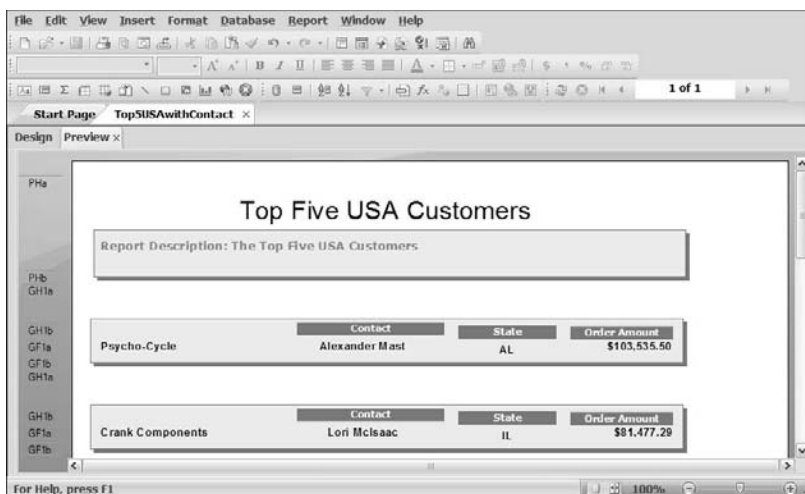 File Edit View Insert Format Database Report Window Help
1 of 1
Start Page Top5USAwithContact ×
Design Preview ×
PHa
Top Five USA Customers
Report Description: The Top Five USA Customers
PHb
GH1a
GH1b Contact State Order Amount
GF1a Psycho-Cycle Alexander Mast AL $103,535.50
GF1b
GH1a
GH1b Contact State Order Amount
GF1a Crank Components Lori McIsaac IL $81,477.29
GF1b
For Help, press F1 100%